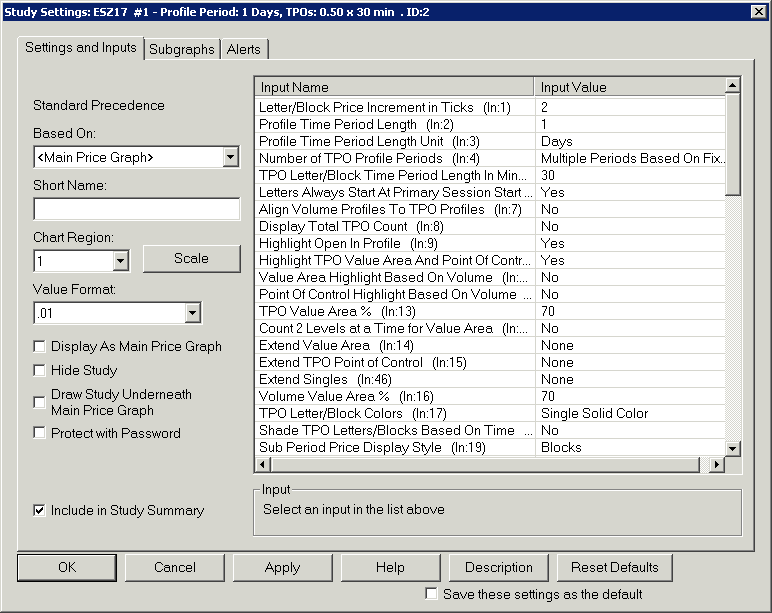 Study Settings: ESZ17 #1 - Profile Period: 1 Days, TPOs: 0.50 x 30 min . ID:2
Settings and Inputs Subgraphs Alerts
Standard Precedence
Based On:
<Main Price Graph>
Short Name:
Chart Region:
1
Scale
Value Format:
.01
Display As Main Price Graph
Hide Study
Draw Study Underneath
Main Price Graph
Protect with Password
Include in Study Summary
Input Name Input Value
Letter/Block Price Increment in Ticks (In:1) 2
Profile Time Period Length (In:2) 1
Profile Time Period Length Unit (In:3) Days
Number of TPO Profile Periods (In:4) Multiple Periods Based On Fix...
TPO Letter/Block Time Period Length In Min... 30
Letters Always Start At Primary Session Start ... Yes
Align Volume Profiles To TPO Profiles (In:7) No
Display Total TPO Count (In:8) No
Highlight Open In Profile (In:9) Yes
Highlight TPO Value Area And Point Of Contr... Yes
Value Area Highlight Based On Volume (In:... No
Point Of Control Highlight Based On Volume ... No
TPO Value Area % (In:13) 70
Count 2 Levels at a Time for Value Area (In:... No
Extend Value Area (In:14) None
Extend TPO Point of Control (In:15) None
Extend Singles (In:46) None
Volume Value Area % (In:16) 70
TPO Letter/Block Colors (In:17) Single Solid Color
Shade TPO Letters/Blocks Based On Time ... No
Sub Period Price Display Style (In:19) Blocks
Input
Select an input in the list above
OK Cancel Apply Help Description Reset Defaults
Save these settings as the default